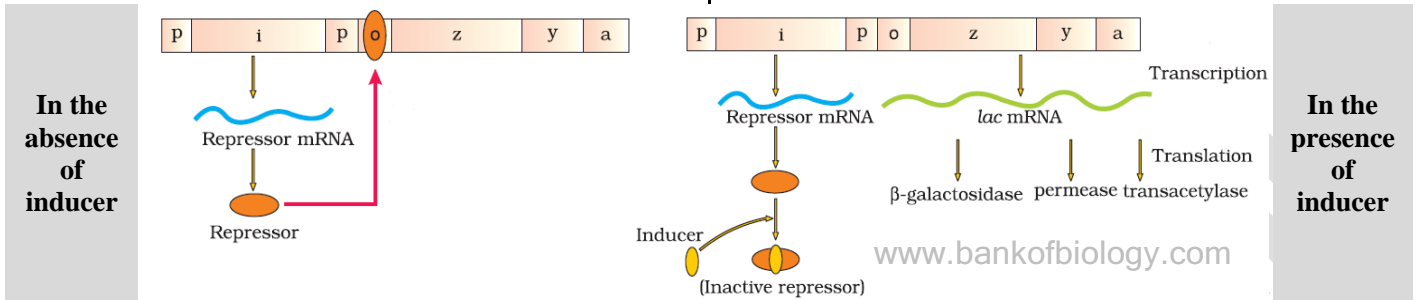 In the
absence
of
inducer
p i p o z y a
Repressor mRNA
Repressor
p i p o z y a
Transcription
Repressor mRNA lac mRNA
Translation
β-galactosidase permease transacetylase
Inducer
(Inactive repressor)
www.bankofbiology.com
In the
presence
of
inducer